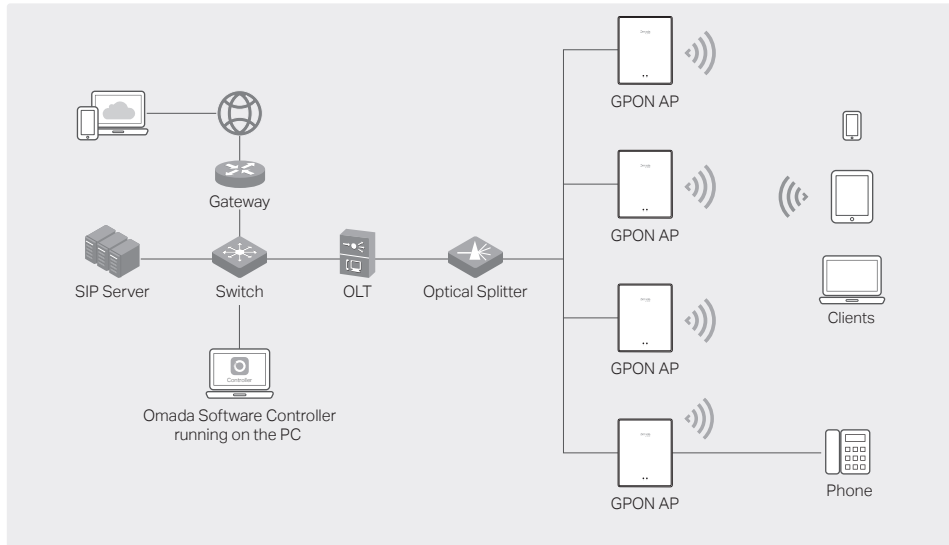 GPON AP
Gateway
GPON AP
SIP Server
Switch
OLT
Optical Splitter
Clients
Controller
GPON AP
Omada Software Controller
running on the PC
GPON AP
Phone